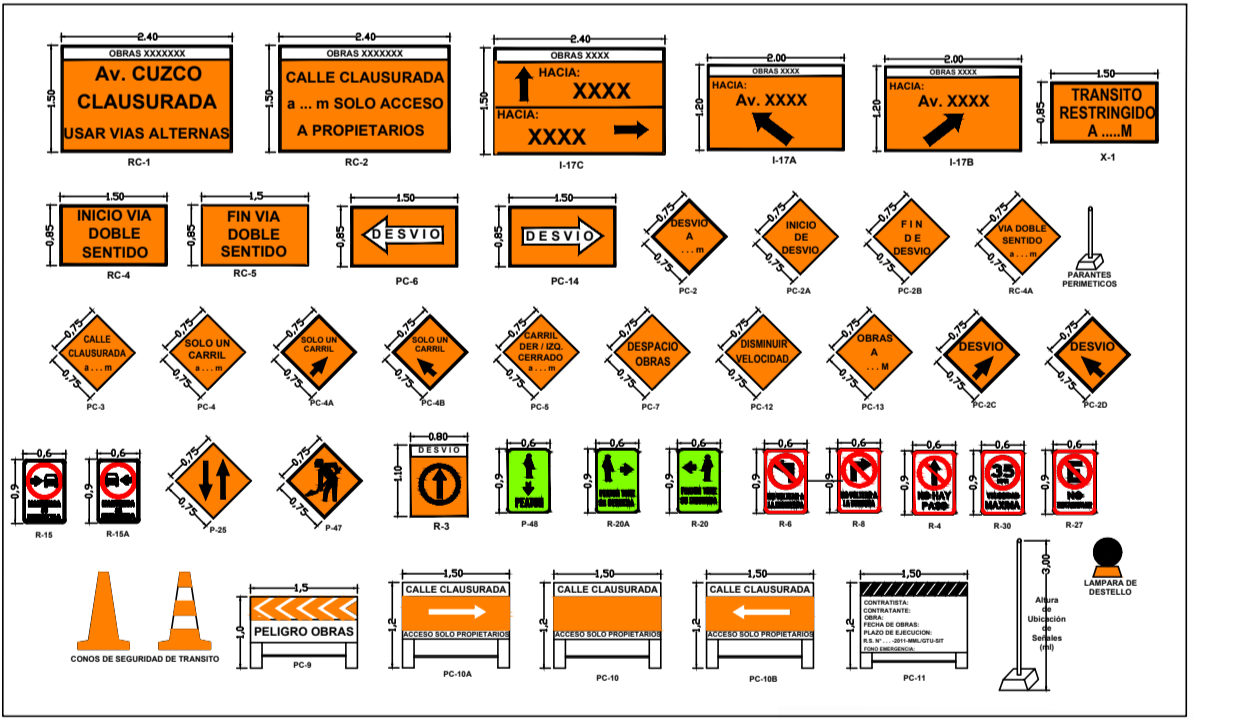 2.40
OBRAS XXXXXXX
Av. CUZCO
CLAUSURADA
USAR VIAS ALTERNAS
1.50
RC-1
2.40
OBRAS XXXXXXX
CALLE CLAUSURADA
a ... m SOLO ACCESO
A PROPIETARIOS
1.50
RC-2
2.40
OBRAS XXXX
HACIA:
XXXX
HACIA:
XXXX
1.50
I-17C
2.00
OBRAS XXXX
HACIA:
Av. XXXX
1.20
I-17A
2.00
OBRAS XXXX
HACIA:
Av. XXXX
1.20
I-17B
1.50
TRANSITO
RESTRINGIDO
A .....M
0,85
X-1
1.50
INICIO VIA
DOBLE
SENTIDO
0,85
RC-4
1,5
FIN VIA
DOBLE
SENTIDO
0,85
RC-5
1.50
DESVIO
0,85
PC-6
1.50
DESVIO
0,85
PC-14
0,75
DESVIO
A
... m
0,75
PC-2
0,75
INICIO
DE
DESVIO
0,75
PC-2A
0,75
FIN
DE
DESVIO
0,75
PC-2B
0,75
VIA DOBLE
SENTIDO
a ... m
0,75
RC-4A
PARANTES
PERIMETICOS
0,75
CALLE
CLAUSURADA
a ... m
0,75
PC-3
0,75
SOLO UN
CARRIL
a ... m
0,75
PC-4
0,75
SOLO UN
CARRIL
0,75
PC-4A
0,75
SOLO UN
CARRIL
0,75
PC-4B
0,75
CARRIL
DER / IZQ.
CERRADO
a ... m
0,75
PC-5
0,75
DESPACIO
OBRAS
0,75
PC-7
0,75
DISMINUIR
VELOCIDAD
0,75
PC-12
0,75
OBRAS
A
... M
0,75
PC-13
0,75
DESVIO
0,75
PC-2C
0,75
DESVIO
0,75
PC-2D
0,6
0,9
R-15
0,6
0,9
R-15A
0,75
0,75
P-25
0,75
0,75
P-47
0.80
DESVIO
1.10
R-3
0,6
0,9
P-48
0,6
0,9
R-20A
0,6
0,9
R-20
0,6
0,9
R-6
0,6
0,9
R-8
0,6
NO HAY
PASO
0,9
R-4
0,6
35
MAXIMA
0,9
R-30
0,6
E
NO
0,9
R-27
CONOS DE SEGURIDAD DE TRANSITO
1,5
PELIGRO OBRAS
1,0
PC-9
1,50
CALLE CLAUSURADA
ACCESO SOLO PROPIETARIOS
1,2
PC-10A
1,50
CALLE CLAUSURADA
ACCESO SOLO PROPIETARIOS
1,2
PC-10
1,50
CALLE CLAUSURADA
ACCESO SOLO PROPIETARIOS
1,2
PC-10B
1,50
CONTRATISTA:
CONTRATANTE:
OBRA:
FECHA DE OBRAS:
PLAZO DE EJECUCION:
R.S. N° . . . -2011-MML/GTU-SIT
FONO EMERGENCIA:
1,2
PC-11
3,00
Altura
de
Ubicación
de
Señales
(ml)
LAMPARA DE
DESTELLO